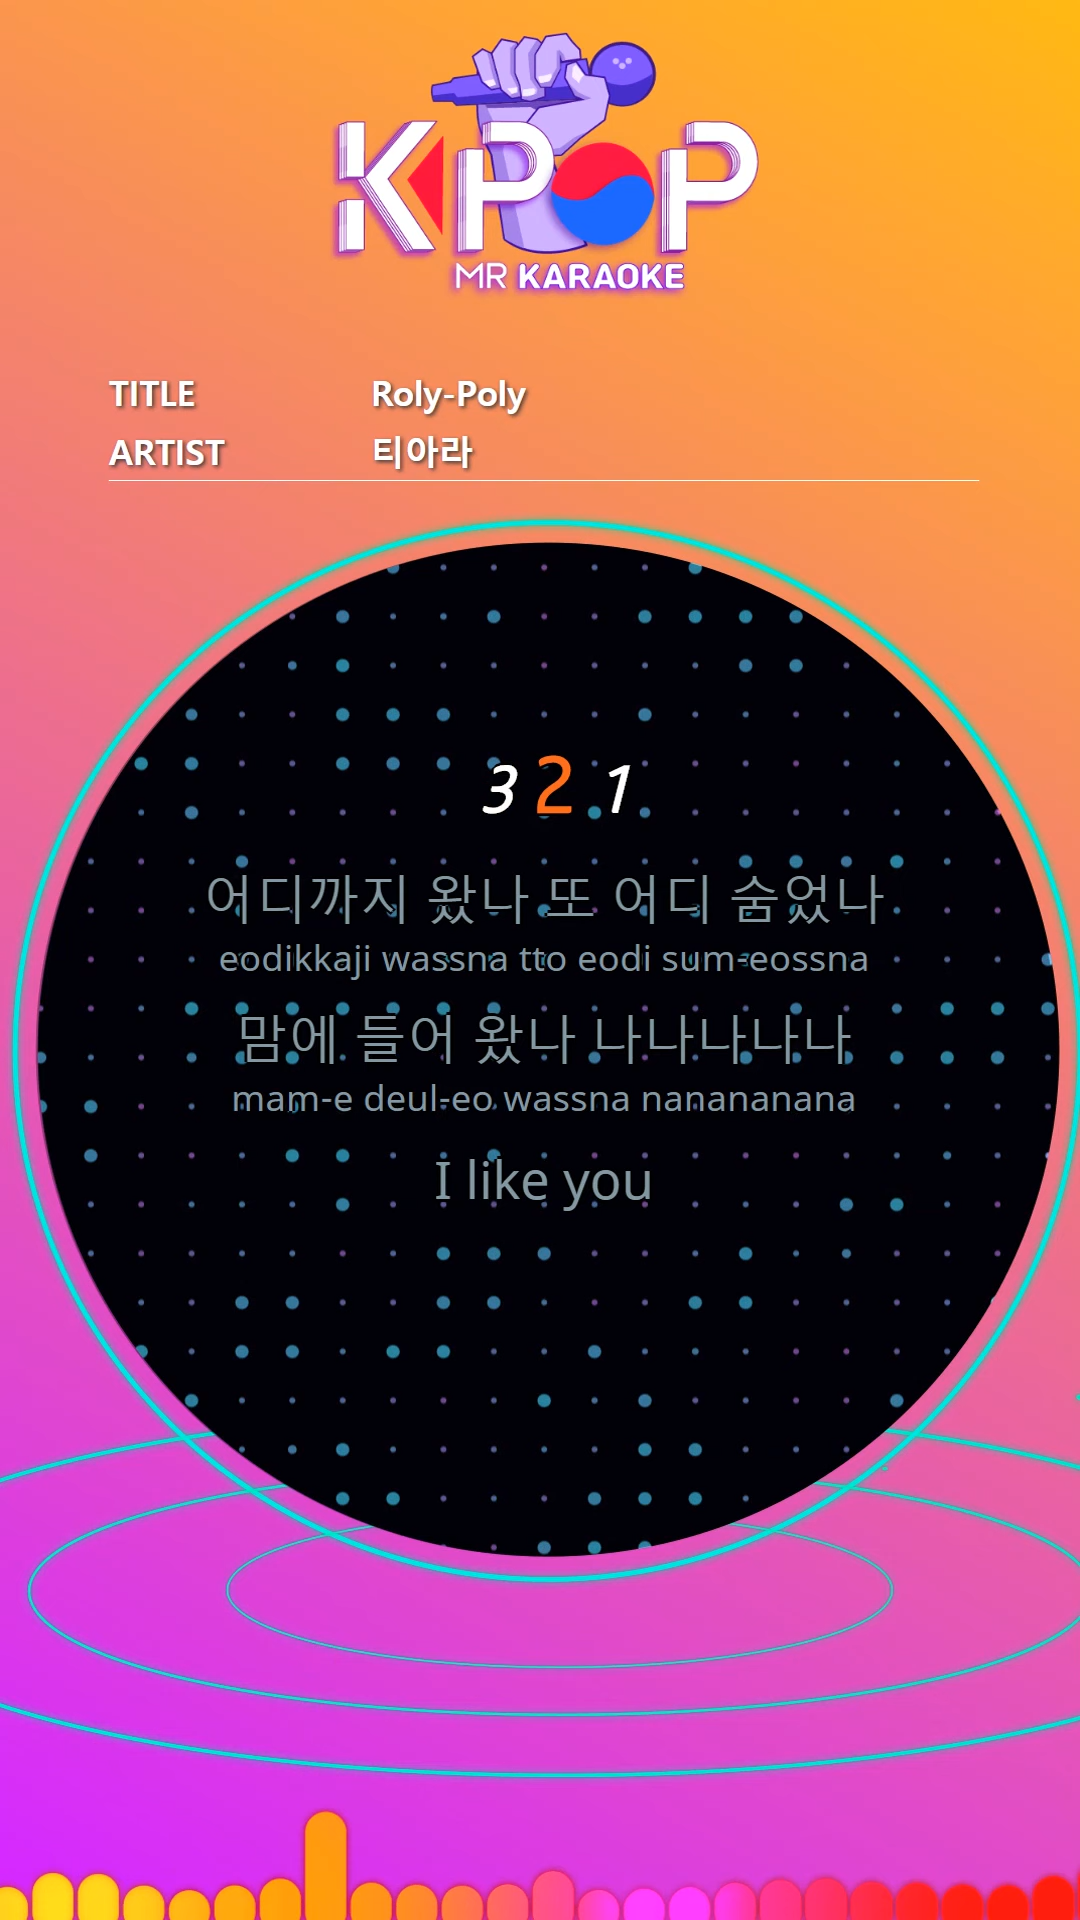 KPOP
MR KARAOKE
TITLE Roly-Poly
ARTIST 티아라
3 2 1
어디까지 왔나 또 어디 숨었나
eodikkaji wassna tto eodi sum-eossna
맘에 들어 왔나 나나나나나
mam-e deul-eo wassna nanananana
I like you